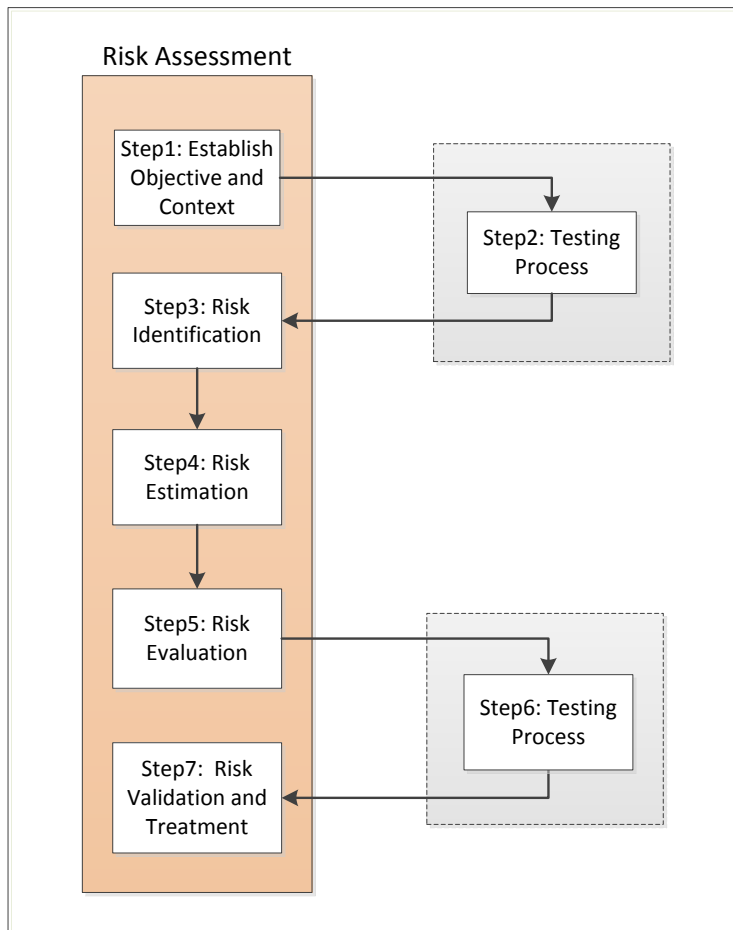 Risk Assessment
Step1: Establish
Objective and
Context
Step2: Testing
Process
Step3: Risk
Identification
Step4: Risk
Estimation
Step5: Risk
Evaluation
Step6: Testing
Process
Step7:  Risk
Validation and
Treatment